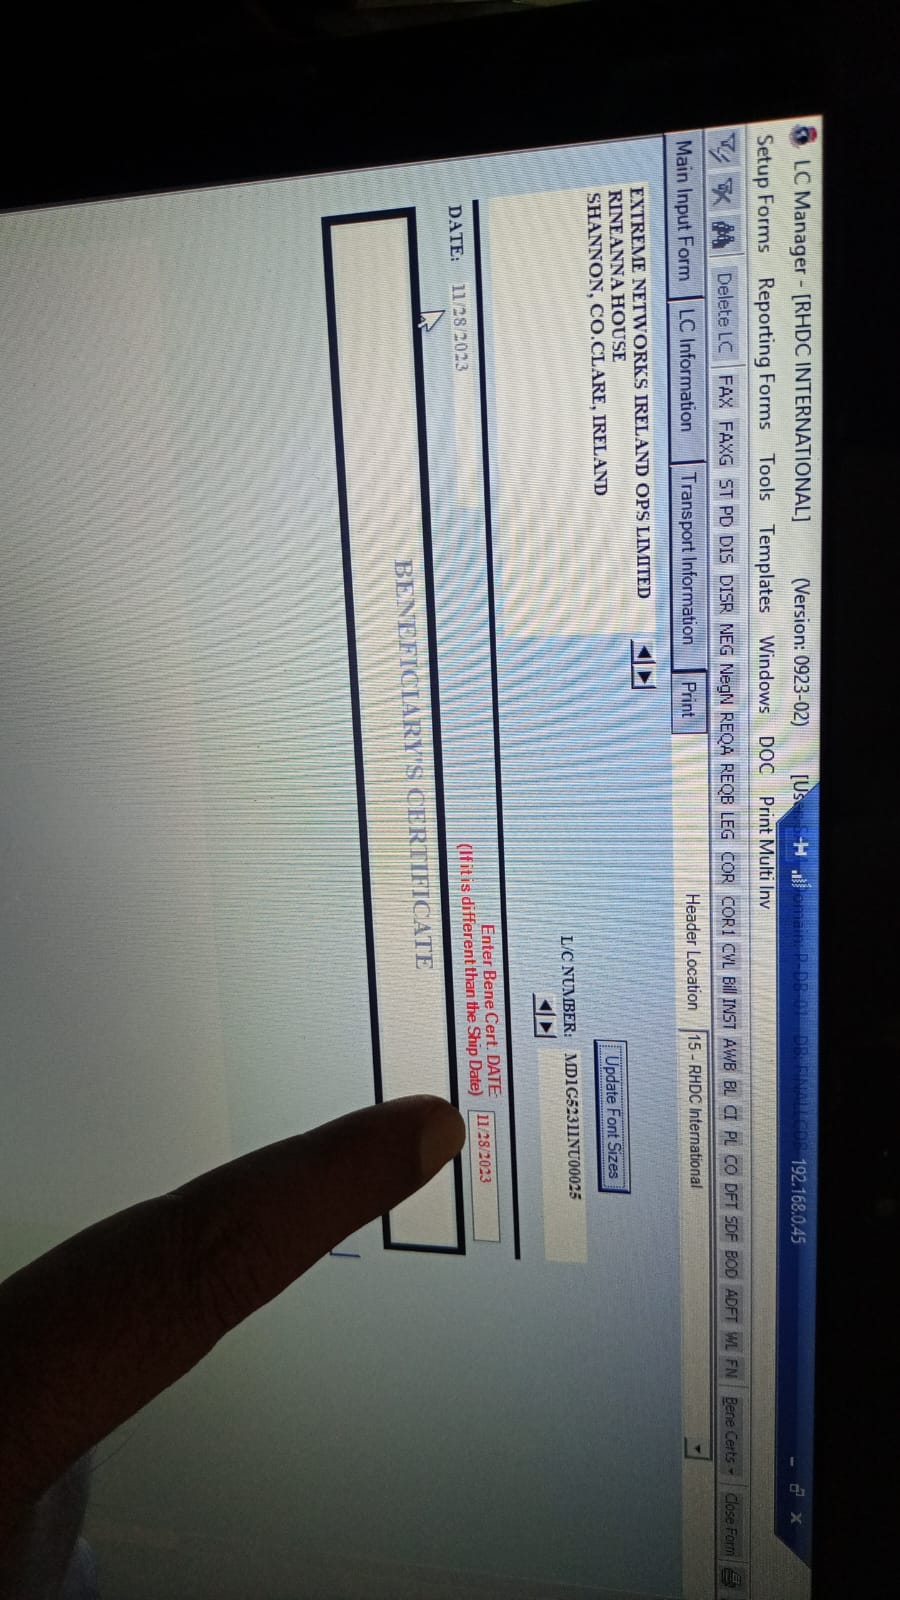 LC Manager - [RHDC INTERNATIONAL] (Version: 0923-02) 192.168.0.45
Setup Forms Reporting Forms Tools Templates Windows DOC Print Multi Inv
Delete LC FAX FAXG ST PD DIS DISR NEG NegN REQA REQB LEG COR COR1 CVL Bill INST AWB BL CI PL CO DFT SDF BOD ADFT WL FN Bene Certs Close Form
Main Input Form LC Information Transport Information Print Header Location 15 - RHDC International
EXTREME NETWORKS IRELAND OPS LIMITED
RINEANNA HOUSE
SHANNON, CO.CLARE, IRELAND
Update Font Sizes
L/C NUMBER: MD1G52311NU00025
Enter Bene Cert. DATE 11/28/2023
(If it is different than the Ship Date)
DATE: 11/28/2023
BENEFICIARY'S CERTIFICATE